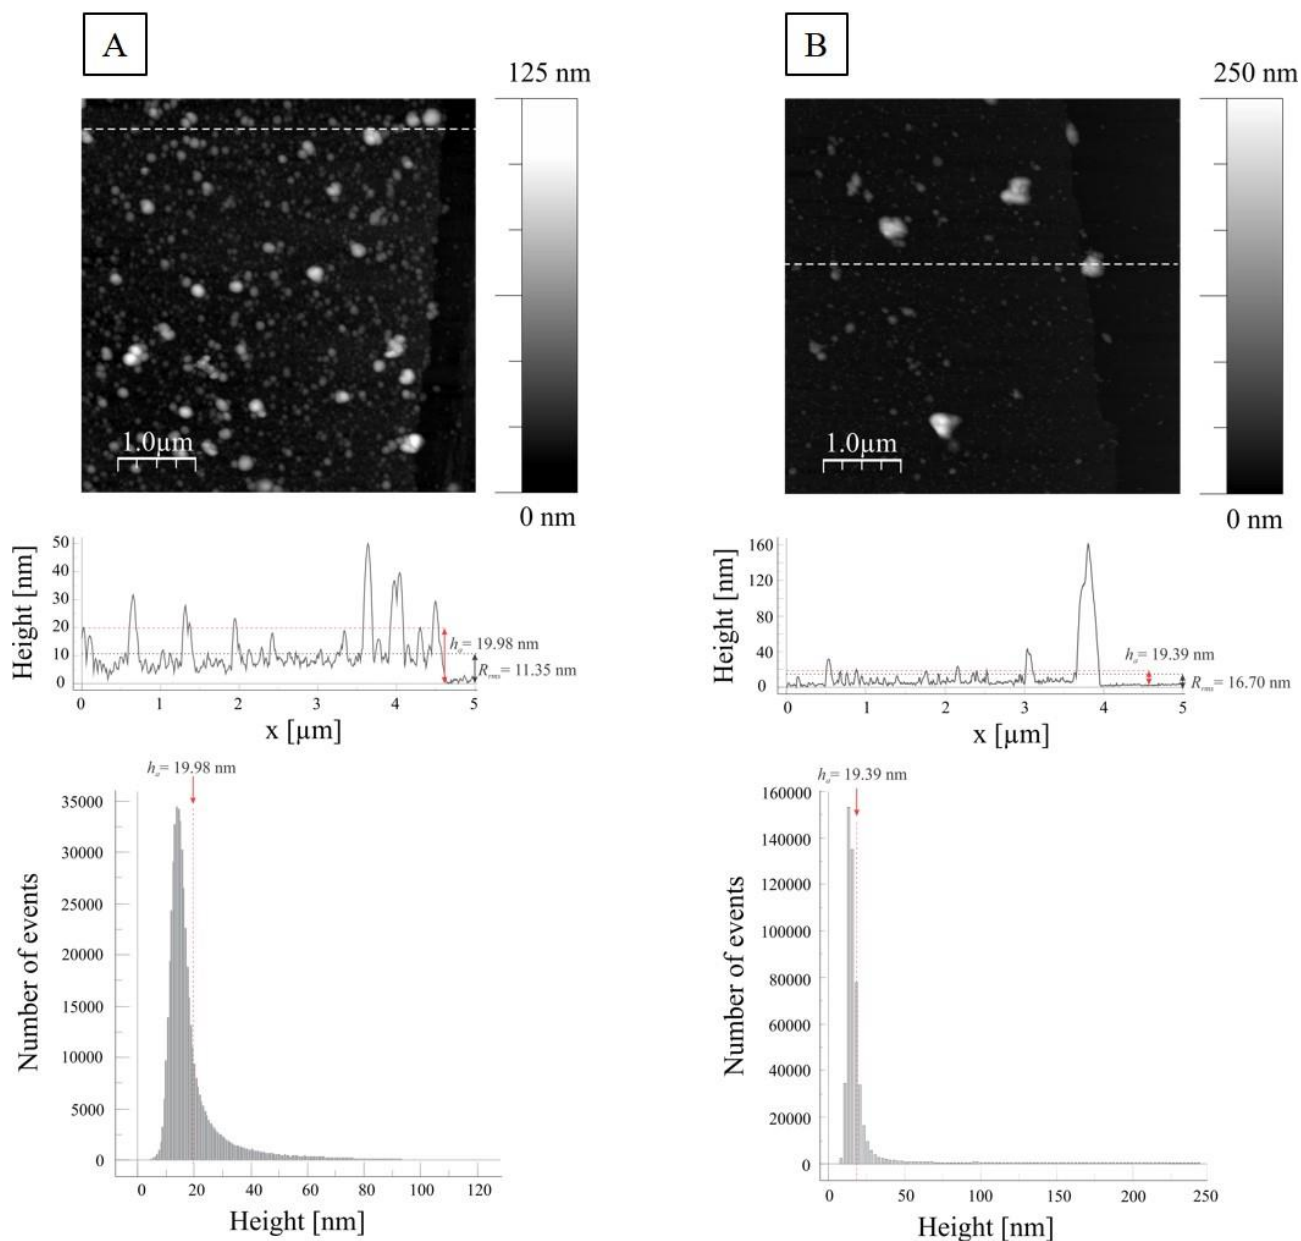 A
B
125 nm
250 nm
1.0µm
1.0µm
0 nm
0 nm
Height [nm]
50
40
30
20
10
0
hₐ= 19.98 nm
Rᵣₘₛ= 11.35 nm
0
1
2
3
4
5
x [µm]
Height [nm]
160
120
80
40
0
hₐ= 19.39 nm
Rᵣₘₛ= 16.70 nm
0
1
2
3
4
5
x [µm]
hₐ= 19.98 nm
Number of events
35000
30000
25000
20000
15000
10000
5000
0
0
20
40
60
80
100
120
Height [nm]
hₐ= 19.39 nm
Number of events
160000
140000
120000
100000
80000
60000
40000
20000
0
0
50
100
150
200
250
Height [nm]